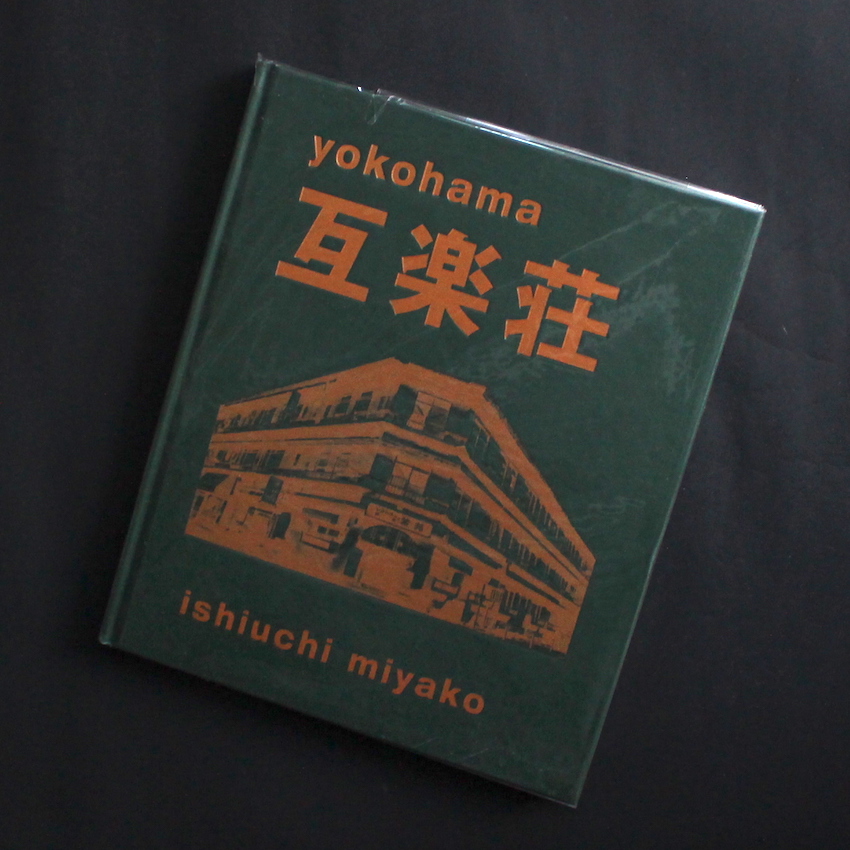 yokohama
互楽荘
ishiuchi miyako